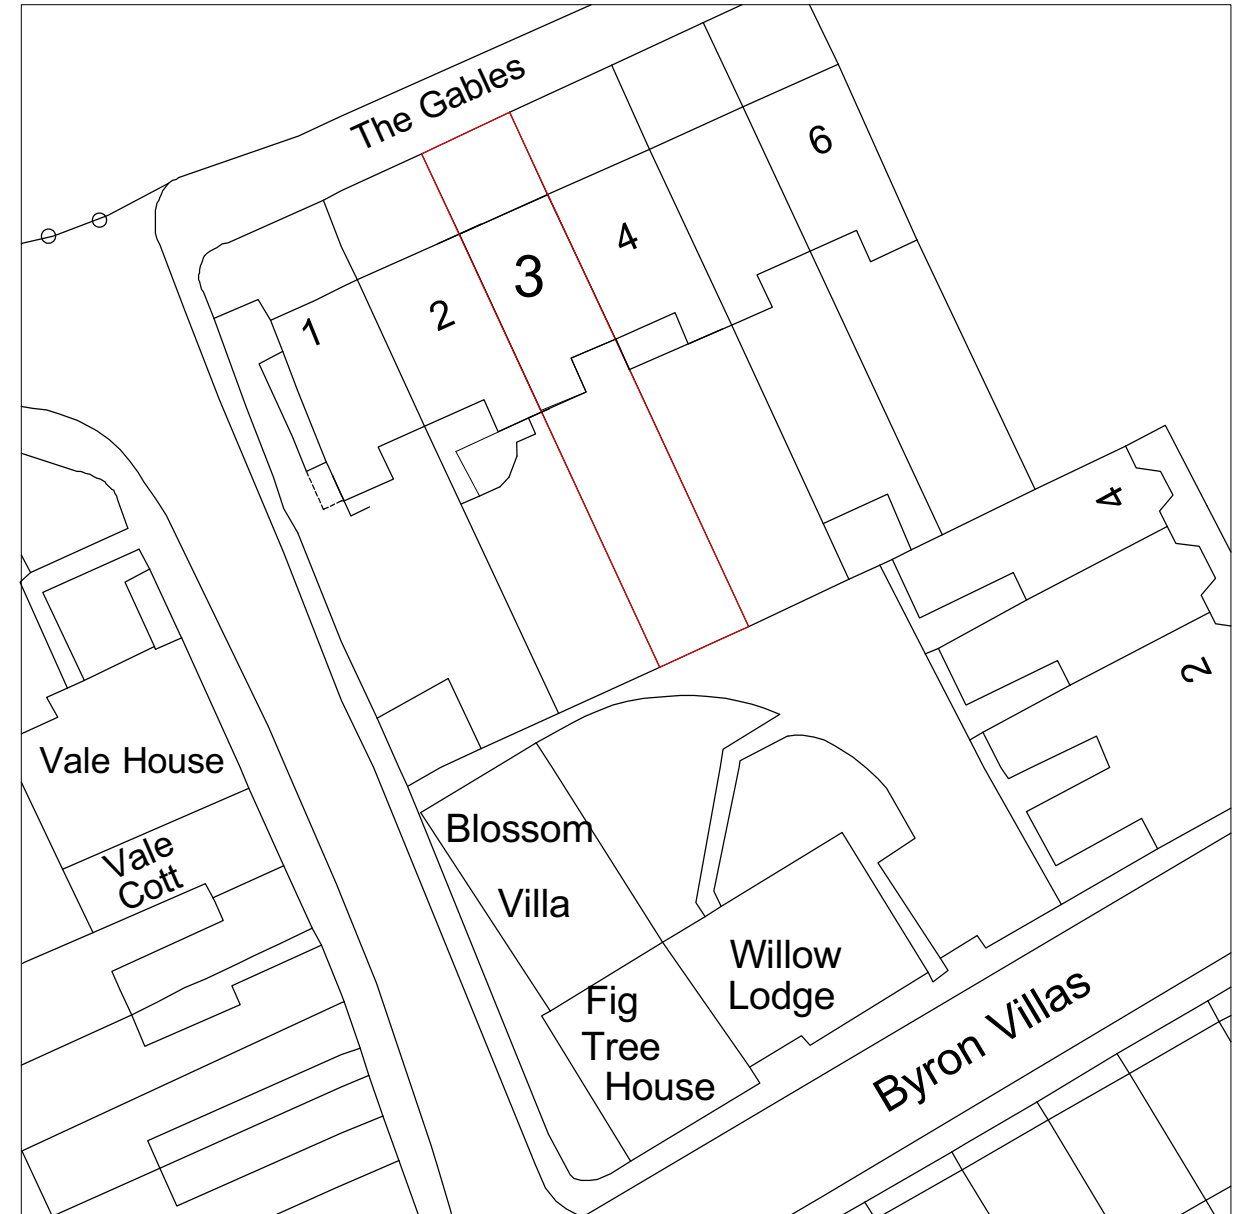 The Gables
6
4
3
2
1
4
2
Vale House
Vale
Cott
Blossom
Villa
Willow
Lodge
Fig
Tree
House
Byron Villas